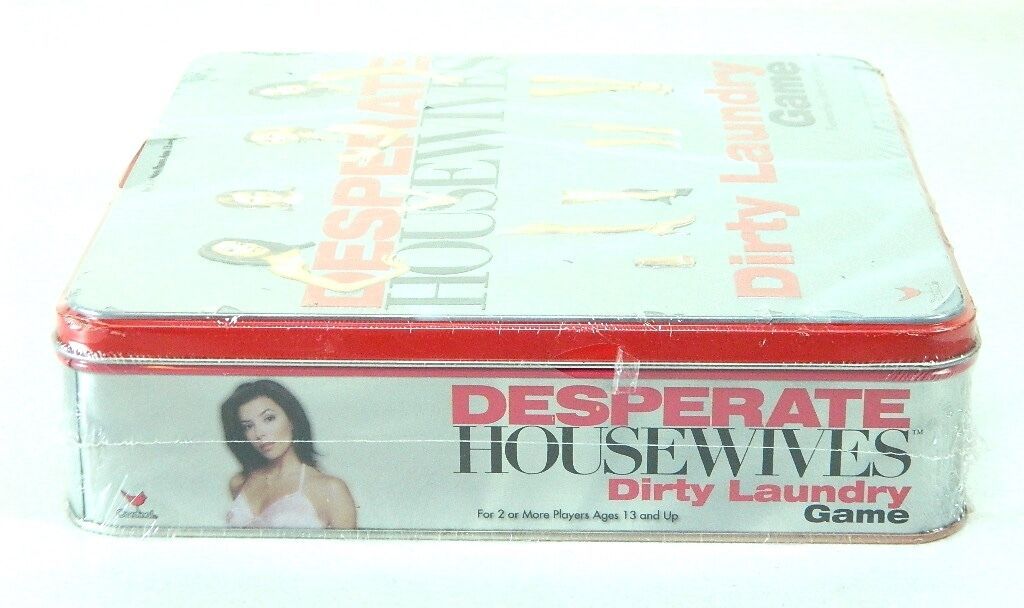 DESPERATE
HOUSEWIVES
Dirty Laundry
Game
DESPERATE
HOUSEWIVES™
Dirty Laundry
Game
For 2 or More Players Ages 13 and Up
Cardinal